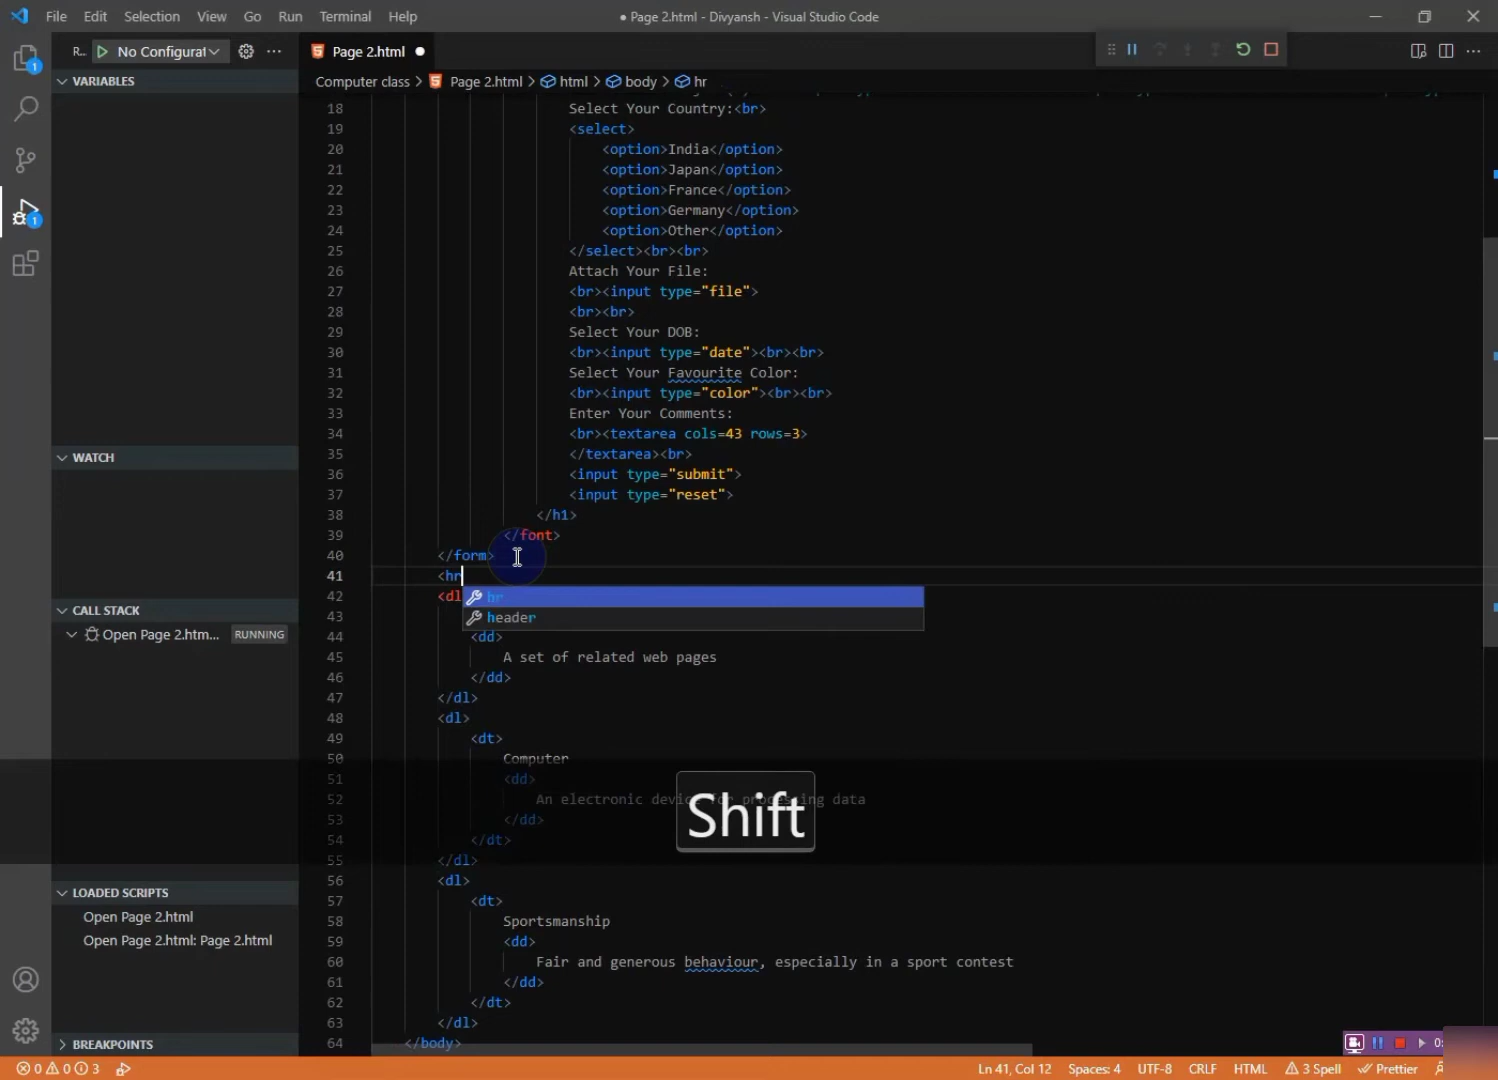 File Edit Selection View Go Run Terminal Help
● Page 2.html - Divyansh - Visual Studio Code
R... No Configurat
Page 2.html
Computer class > Page 2.html > html > body > hr
VARIABLES
WATCH
CALL STACK
Open Page 2.htm... RUNNING
LOADED SCRIPTS
Open Page 2.html
Open Page 2.html: Page 2.html
BREAKPOINTS
1
1
18 Select Your Country:<br>
19 <select>
20 <option>India</option>
21 <option>Japan</option>
22 <option>France</option>
23 <option>Germany</option>
24 <option>Other</option>
25 </select><br><br>
26 Attach Your File:
27 <br><input type="file">
28 <br><br>
29 Select Your DOB:
30 <br><input type="date"><br><br>
31 Select Your Favourite Color:
32 <br><input type="color"><br><br>
33 Enter Your Comments:
34 <br><textarea cols=43 rows=3>
35 </textarea><br>
36 <input type="submit">
37 <input type="reset">
38 </h1>
39 </font>
40 </form>
41 <hr
42 <dl
hr
header
43
44 <dd>
45 A set of related web pages
46 </dd>
47 </dl>
48 <dl>
49 <dt>
50 Computer
51 <dd>
52 An electronic device for processing data
53 </dd>
54 </dt>
55 </dl>
56 <dl>
57 <dt>
58 Sportsmanship
59 <dd>
60 Fair and generous behaviour, especially in a sport contest
61 </dd>
62 </dt>
63 </dl>
64 </body>
Shift
0 0 3
Ln 41, Col 12 Spaces: 4 UTF-8 CRLF HTML 3 Spell Prettier